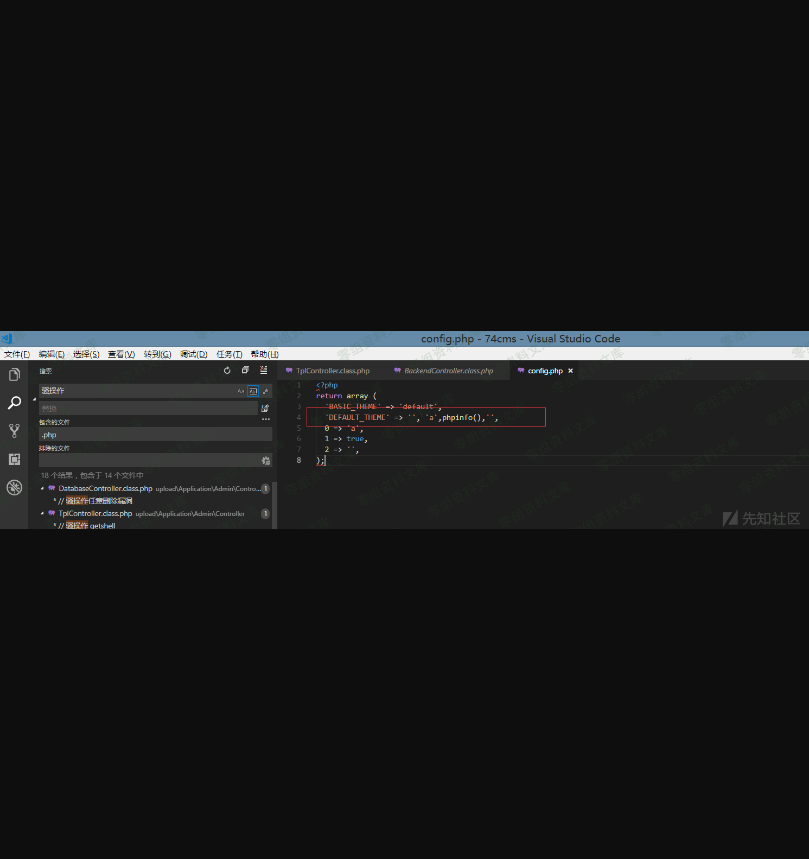 config.php - 74cms - Visual Studio Code
文件(F) 编辑(E) 选择(S) 查看(V) 转到(G) 调试(D) 任务(T) 帮助(H)
搜索
TplController.class.php BackendController.class.php config.php ×
骚操作
替换
包含的文件
.php
排除的文件
18 个结果，包含于 14 个文件中
DatabaseController.class.php upload\Application\Admin\Contro... 1
// 骚操作任意删除漏洞
TplController.class.php upload\Application\Admin\Controller 1
// 骚操作 getshell
1 <?php
2 return array (
3 'BASIC_THEME' => 'default',
4 'DEFAULT_THEME' => '', 'a',phpinfo(),'',
5 0 => 'a',
6 1 => true,
7 2 => '',
8 );
先知社区